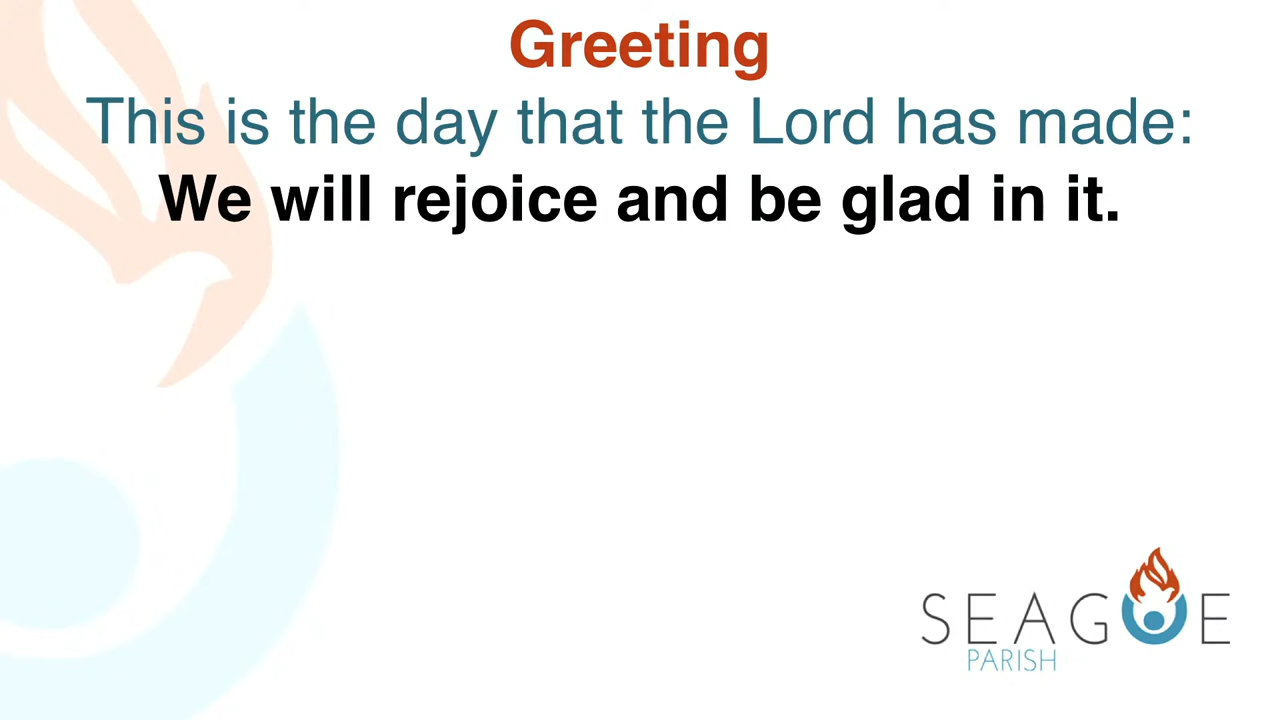 Greeting
This is the day that the Lord has made:
We will rejoice and be glad in it.
SEAGOE
PARISH